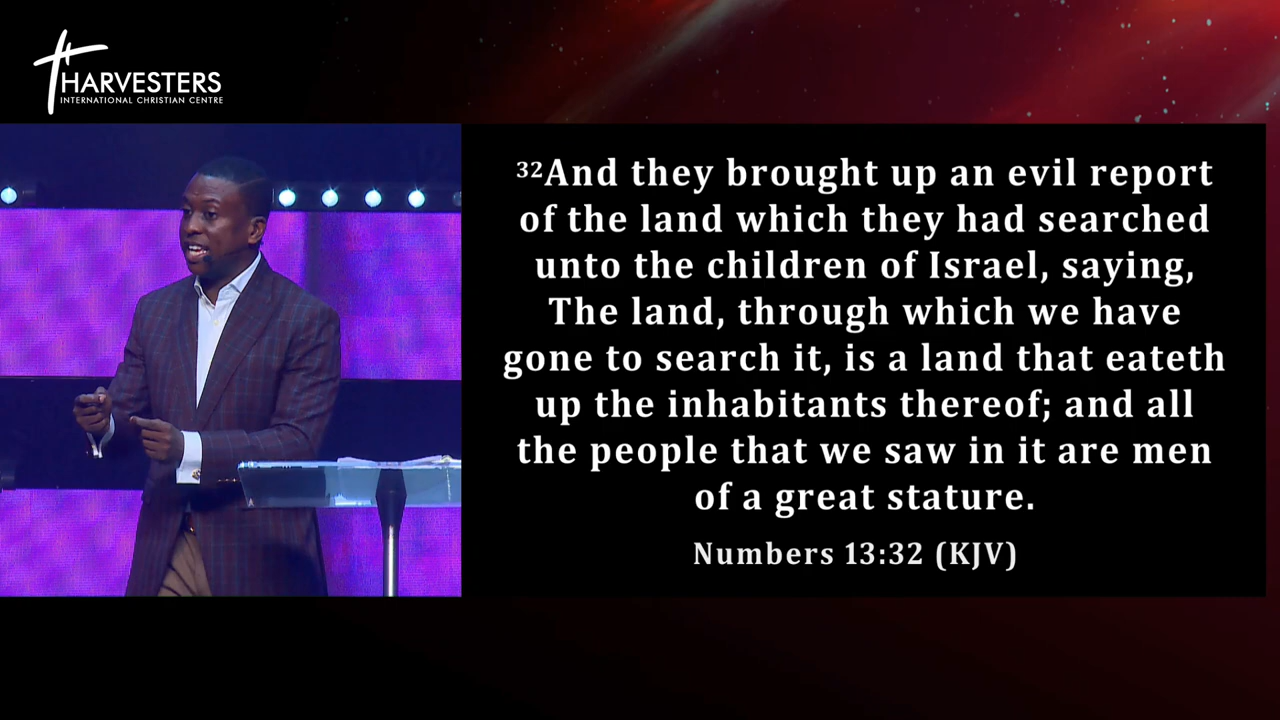 HARVESTERS
INTERNATIONAL CHRISTIAN CENTRE
32And they brought up an evil report
of the land which they had searched
unto the children of Israel, saying,
The land, through which we have
gone to search it, is a land that eateth
up the inhabitants thereof; and all
the people that we saw in it are men
of a great stature.
Numbers 13:32 (KJV)